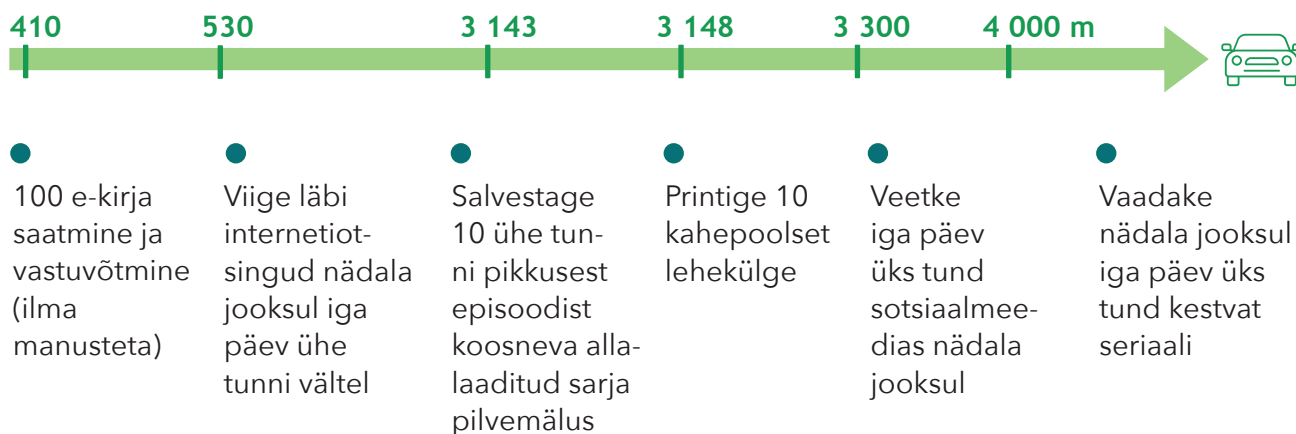 410 530 3 143 3 148 3 300 4 000 m
100 e-kirja
saatmine ja
vastuvõtmine
(ilma
manusteta)
Viige läbi
internetiot-
singud nädala
jooksul iga
päev ühe
tunni vältel
Salvestage
10 ühe tun-
ni pikkusest
episoodist
koosneva alla-
laaditud sarja
pilvemälus
Printige 10
kahepoolset
lehekülge
Veetke
iga päev
üks tund
sotsiaalmee-
dias nädala
jooksul
Vaadake
nädala jooksul
iga päev üks
tund kestvat
seriaali